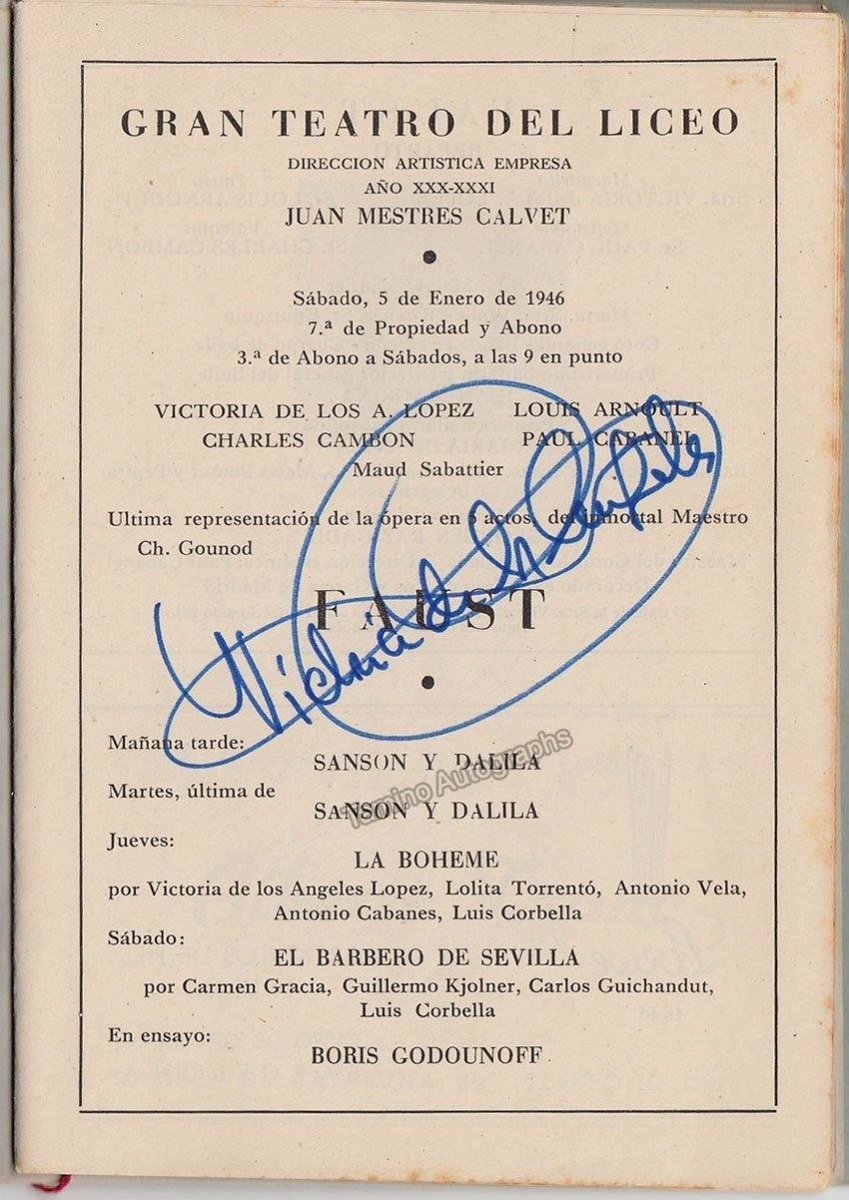 GRAN TEATRO DEL LICEO
DIRECCION ARTISTICA EMPRESA
AÑO XXX-XXXI
JUAN MESTRES CALVET
Sábado, 5 de Enero de 1946
7.ª de Propiedad y Abono
3.ª de Abono a Sábados, a las 9 en punto
VICTORIA DE LOS A. LOPEZ LOUIS ARNOULT
CHARLES CAMBON PAUL CABANEL
Maud Sabattier
Ultima representación de la ópera en 5 actos, del inmortal Maestro
Ch. Gounod
FAUST
Victoria de los Angeles
Mañana tarde:
SANSON Y DALILA
Tamino Autographs
Martes, última de
SANSON Y DALILA
Jueves:
LA BOHEME
por Victoria de los Angeles Lopez, Lolita Torrentó, Antonio Vela,
Antonio Cabanes, Luis Corbella
Sábado:
EL BARBERO DE SEVILLA
por Carmen Gracia, Guillermo Kjolner, Carlos Guichandut,
Luis Corbella
En ensayo:
BORIS GODOUNOFF